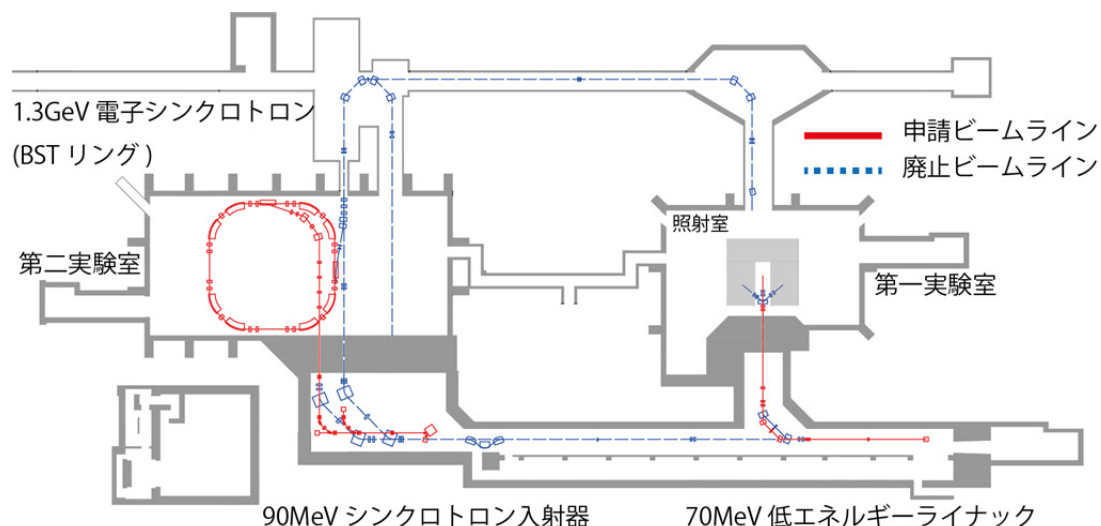 1.3GeV 電子シンクロトロン
(BST リング )
申請ビームライン
廃止ビームライン
照射室
第二実験室
第一実験室
90MeV シンクロトロン入射器
70MeV 低エネルギーライナック